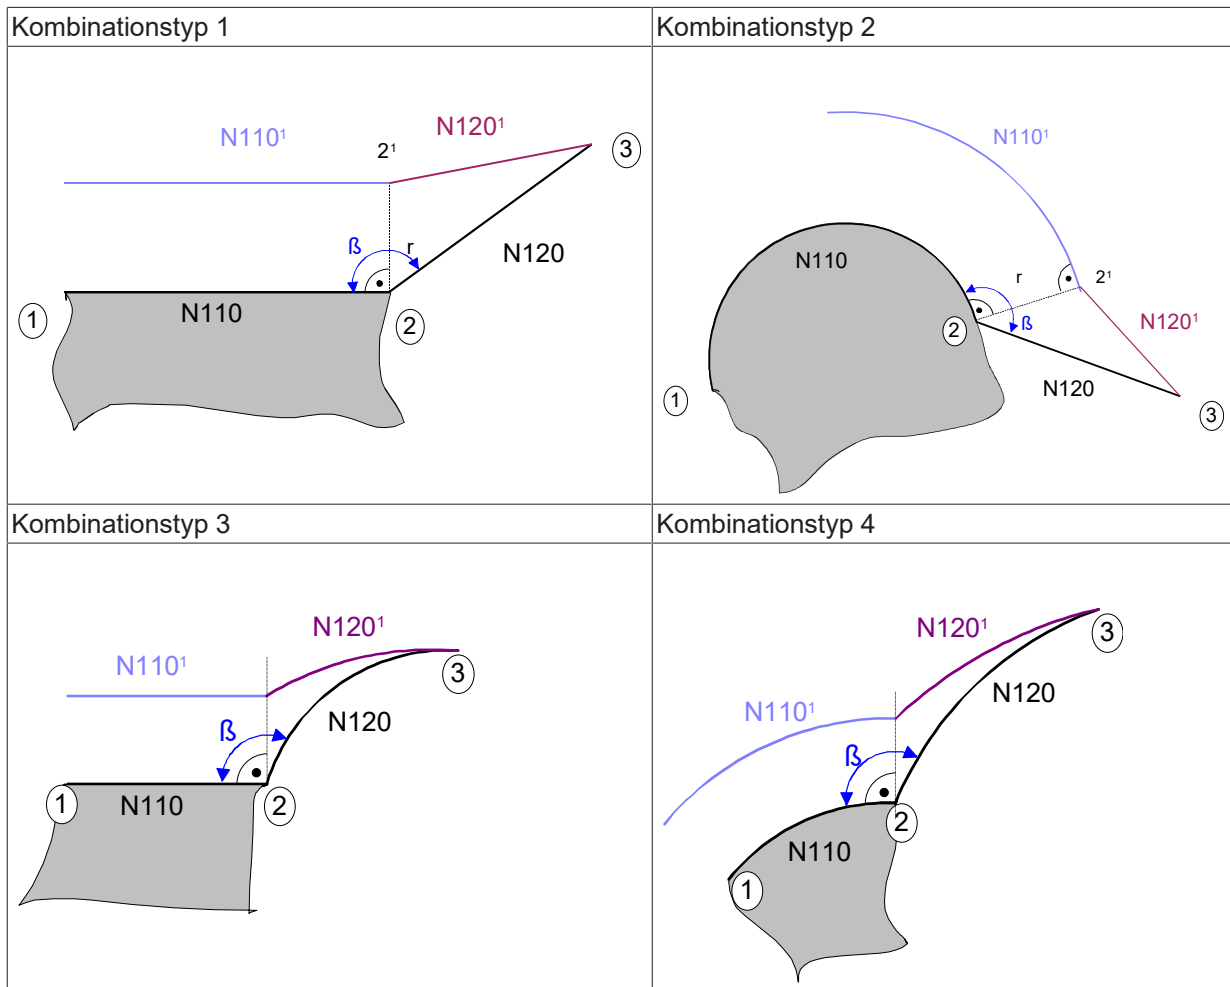 Kombinationstyp 1
N110¹
N120¹
2¹
3
ß
r
N120
1
N110
2
Kombinationstyp 2
N110¹
N110
r
2¹
2
ß
N120¹
N120
1
3
Kombinationstyp 3
N120¹
N110¹
3
ß
N120
1
N110
2
Kombinationstyp 4
N120¹
3
N120
N110¹
ß
2
N110
1